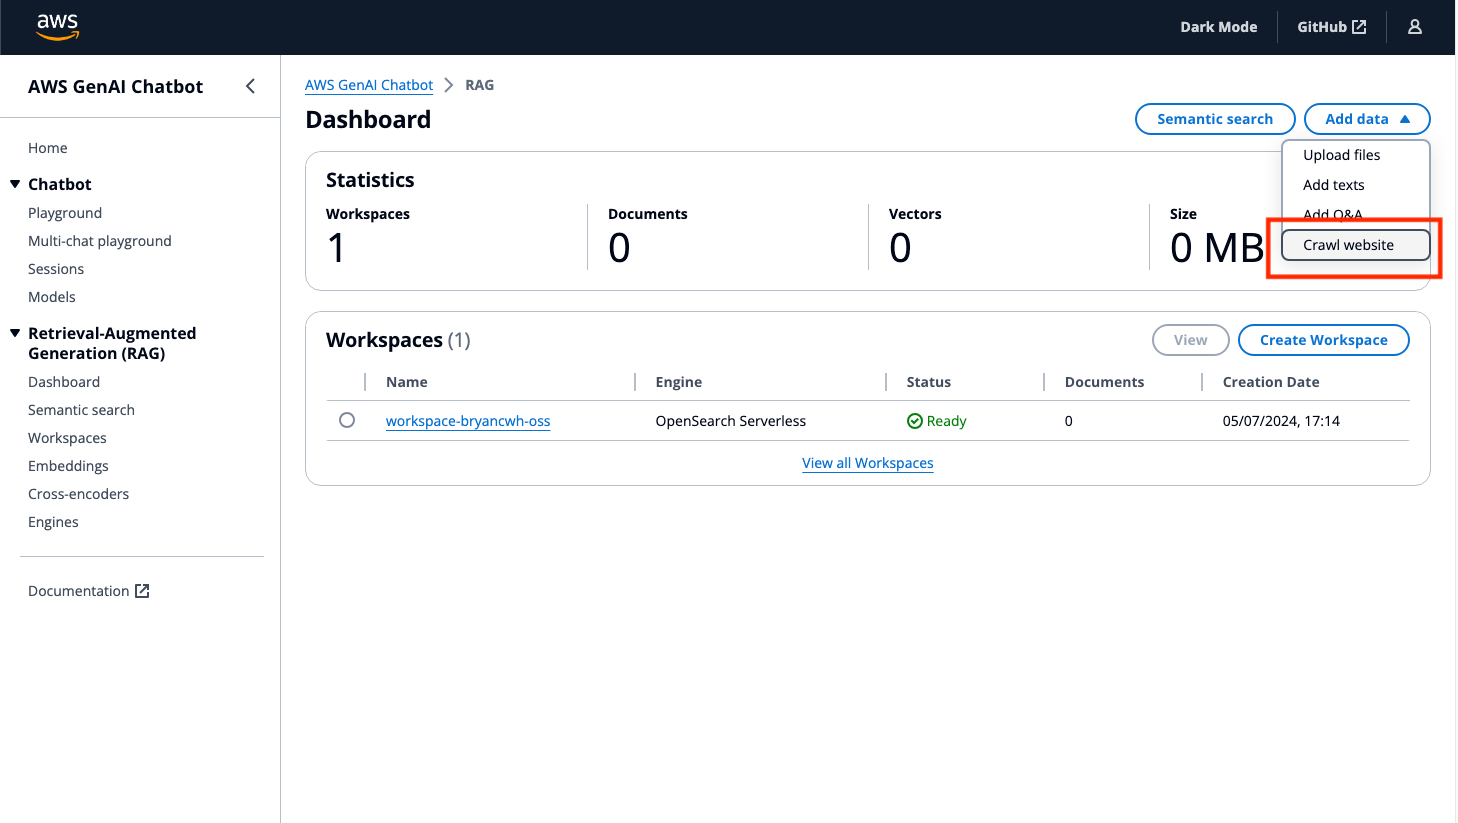 aws
Dark Mode
GitHub
AWS GenAI Chatbot
Home
Chatbot
Playground
Multi-chat playground
Sessions
Models
Retrieval-Augmented
Generation (RAG)
Dashboard
Semantic search
Workspaces
Embeddings
Cross-encoders
Engines
Documentation
AWS GenAI Chatbot > RAG
Dashboard
Semantic search
Add data
Upload files
Add texts
Add Q&A
Crawl website
Statistics
Workspaces
1
Documents
0
Vectors
0
Size
0 MB
Workspaces (1)
View
Create Workspace
Name Engine Status Documents Creation Date
workspace-bryancwh-oss OpenSearch Serverless Ready 0 05/07/2024, 17:14
View all Workspaces